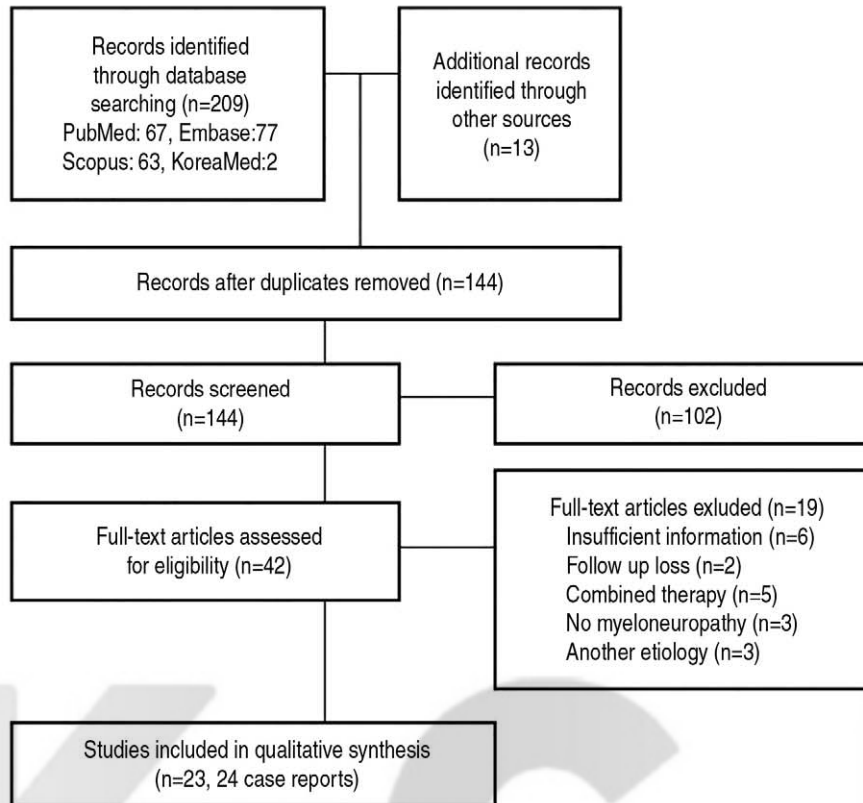 Records identified
through database
searching (n=209)
PubMed: 67, Embase:77
Scopus: 63, KoreaMed:2
Additional records
identified through
other sources
(n=13)
Records after duplicates removed (n=144)
Records screened
(n=144)
Records excluded
(n=102)
Full-text articles assessed
for eligibility (n=42)
Full-text articles exluded (n=19)
Insufficient information (n=6)
Follow up loss (n=2)
Combined therapy (n=5)
No myeloneuropathy (n=3)
Another etiology (n=3)
Studies included in qualitative synthesis
(n=23, 24 case reports)